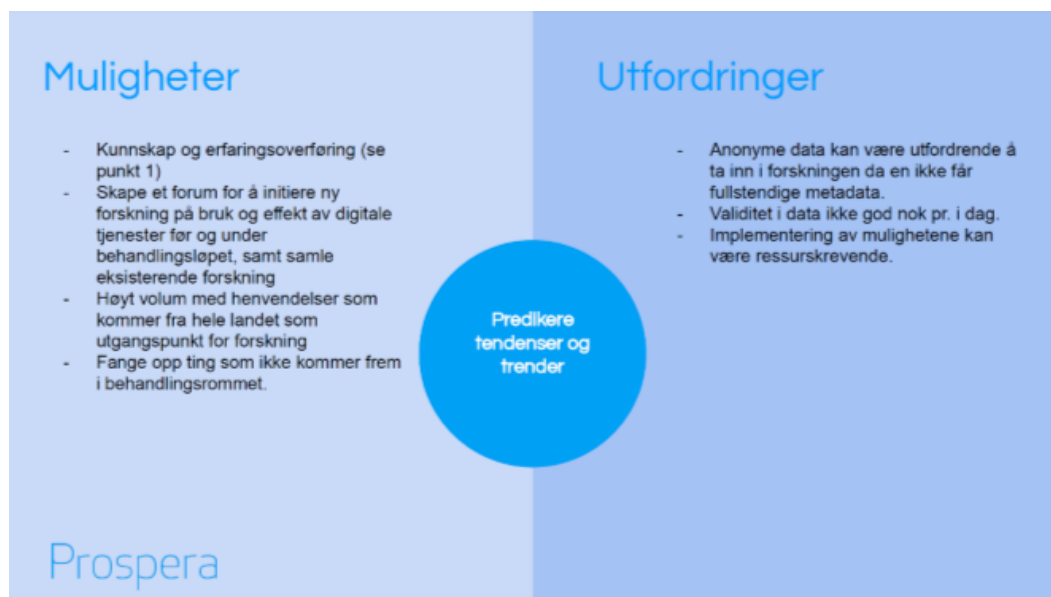 Muligheter
- Kunnskap og erfaringsoverføring (se
punkt 1)
- Skape et forum for å initiere ny
forskning på bruk og effekt av digitale
tjenester før og under
behandlingsløpet, samt samle
eksisterende forskning
- Høyt volum med henvendelser som
kommer fra hele landet som
utgangspunkt for forskning
- Fange opp ting som ikke kommer frem
i behandlingsrommet.
Utfordringer
- Anonyme data kan være utfordrende å
ta inn i forskningen da en ikke får
fullstendige metadata.
- Validitet i data ikke god nok pr. i dag.
- Implementering av mulighetene kan
være ressurskrevende.
Predikere
tendenser og
trender
Prospera